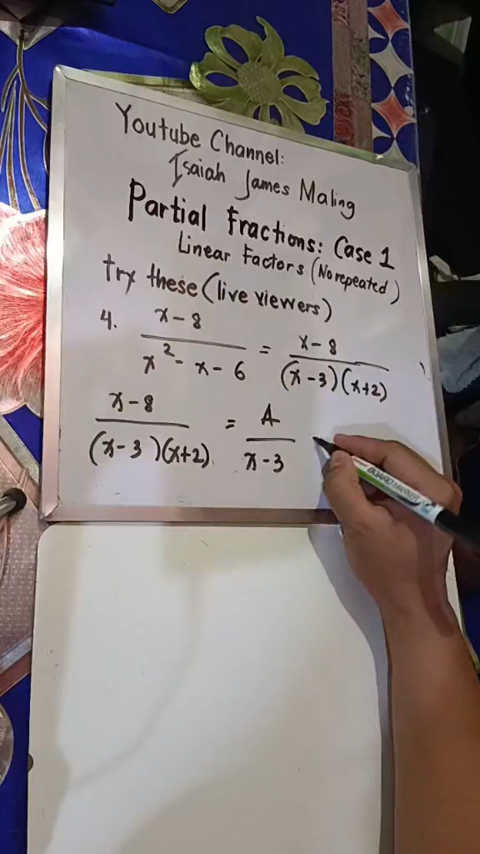 Youtube Channel:
Isaiah James Maling
Partial Fractions: Case 1
Linear Factors (No repeated)
try these (live viewers)
4. x-8 / x² - x - 6 = x-8 / (x-3)(x+2)
x-8 / (x-3)(x+2) = A / x-3